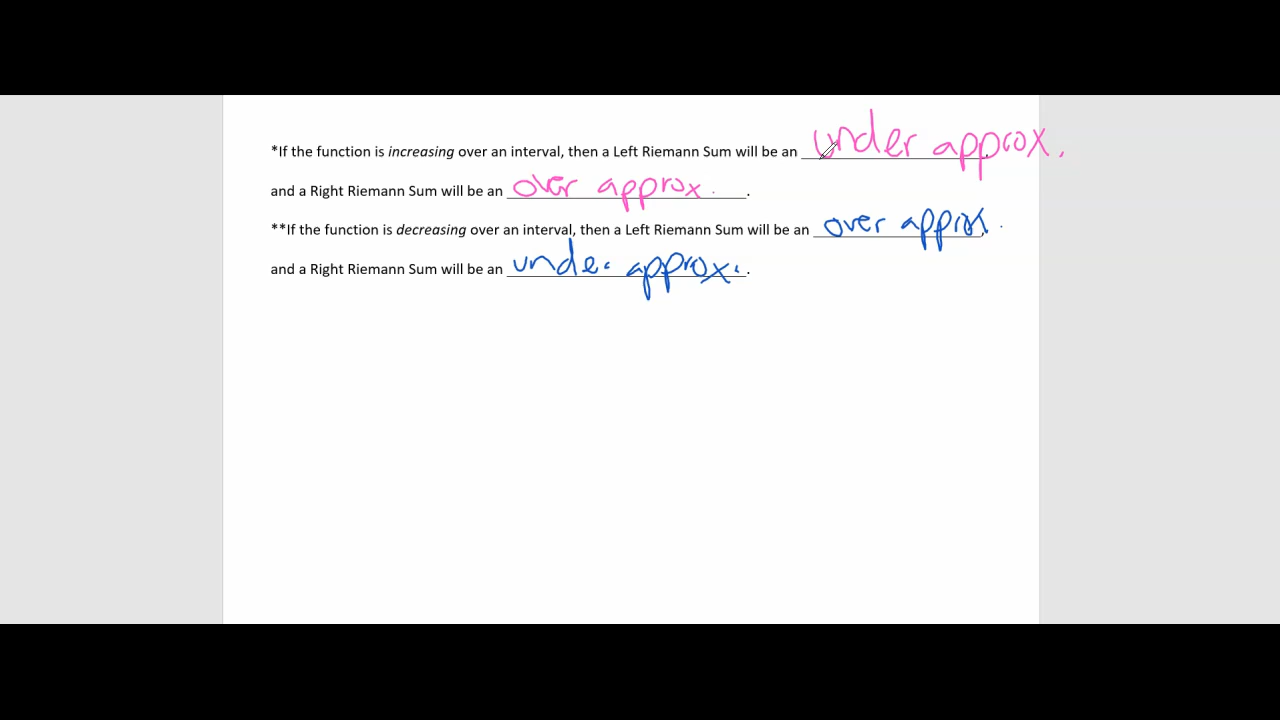 *If the function is increasing over an interval, then a Left Riemann Sum will be an under approx.
and a Right Riemann Sum will be an over approx.
**If the function is decreasing over an interval, then a Left Riemann Sum will be an over approx.
and a Right Riemann Sum will be an under approx.